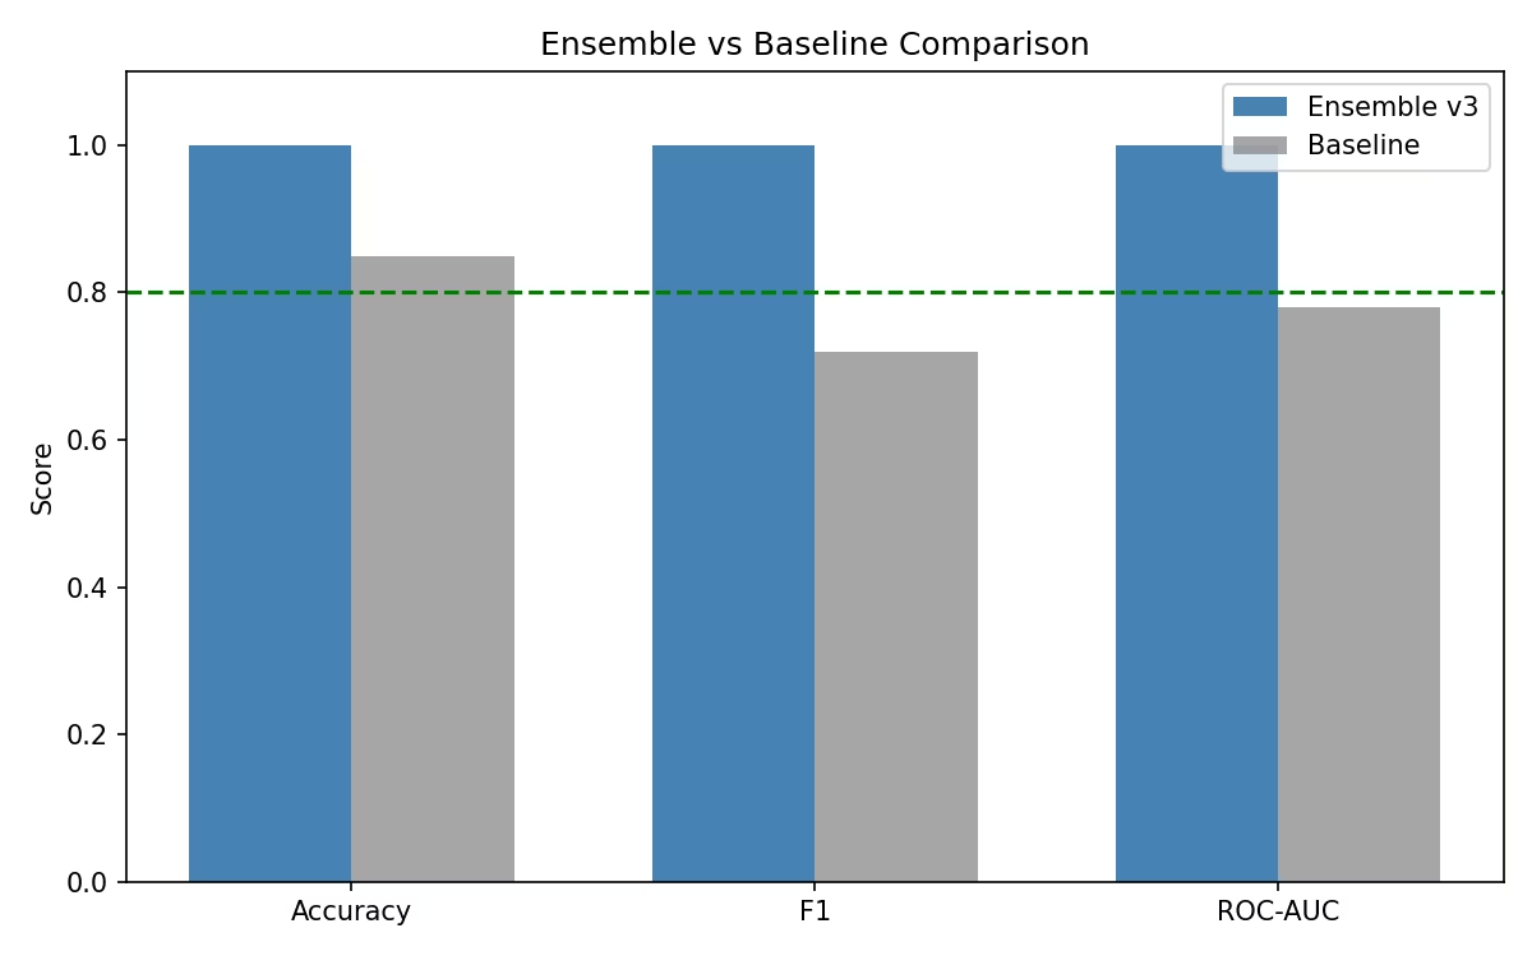 Ensemble vs Baseline Comparison
Ensemble v3
Baseline
Score
1.0
0.8
0.6
0.4
0.2
0.0
Accuracy
F1
ROC-AUC